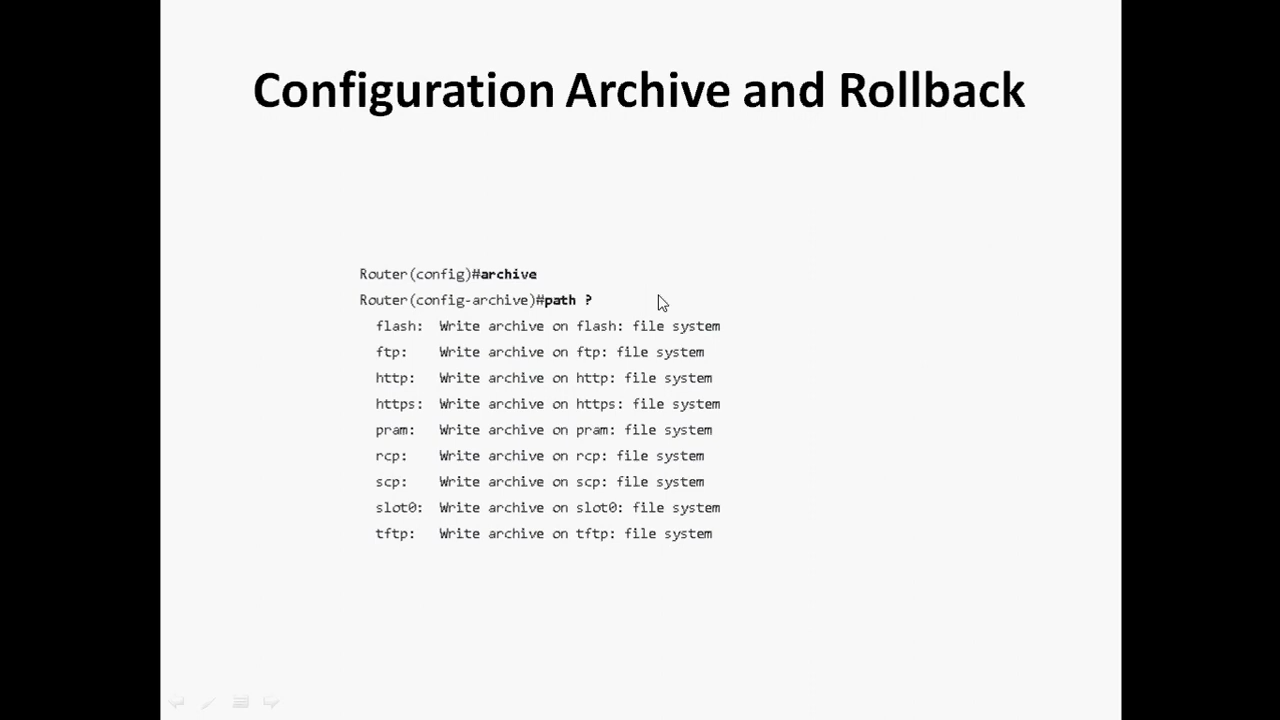 Configuration Archive and Rollback
Router(config)#archive
Router(config-archive)#path ?
flash: Write archive on flash: file system
ftp: Write archive on ftp: file system
http: Write archive on http: file system
https: Write archive on https: file system
pram: Write archive on pram: file system
rcp: Write archive on rcp: file system
scp: Write archive on scp: file system
slot0: Write archive on slot0: file system
tftp: Write archive on tftp: file system